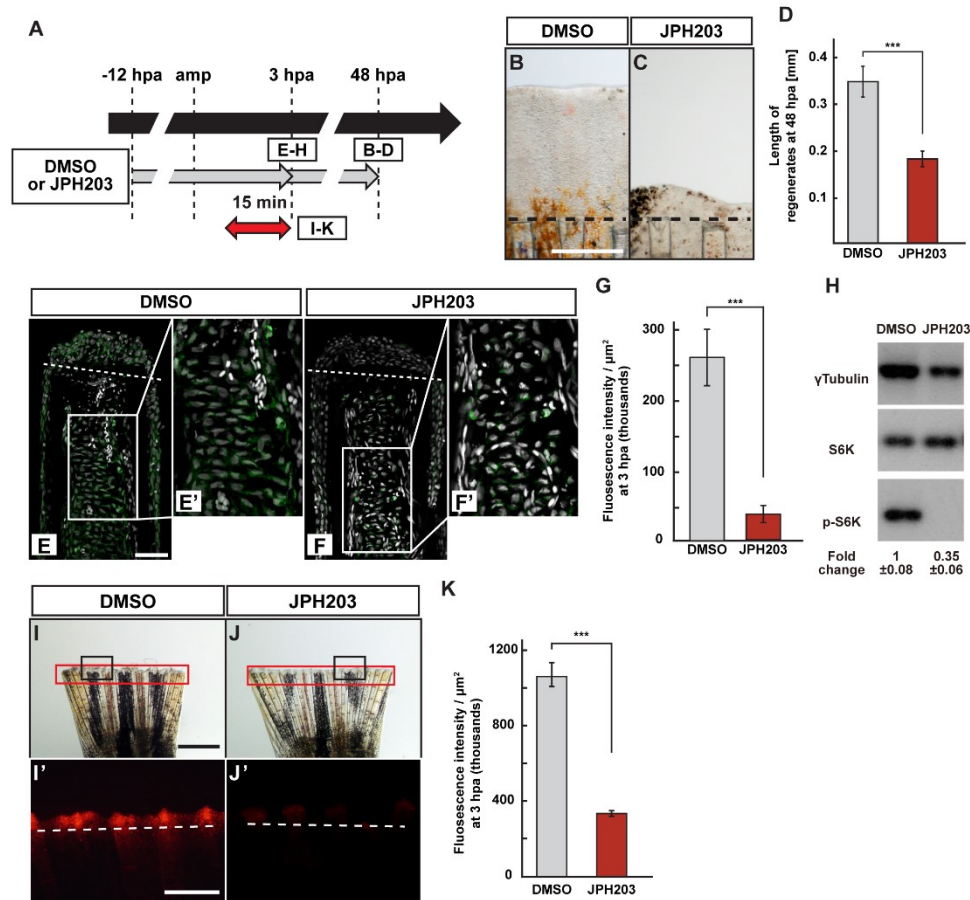 A
-12 hpa amp 3 hpa 48 hpa
E-H B-D
DMSO
or JPH203
15 min
I-K
DMSO JPH203
B C
D
***
Length of
regenerates at 48 hpa [mm]
0.4
0.3
0.2
0.1
DMSO JPH203
DMSO JPH203
E E' F F'
G
***
Fluosescence intensity / µm²
at 3 hpa (thousands)
300
200
100
0
DMSO JPH203
H
DMSO JPH203
γTubulin
S6K
p-S6K
Fold
change
1
±0.08
0.35
±0.06
DMSO JPH203
I J
I' J'
K
***
Fluosescence intensity / µm²
at 3 hpa (thousands)
1200
800
400
0
DMSO JPH203